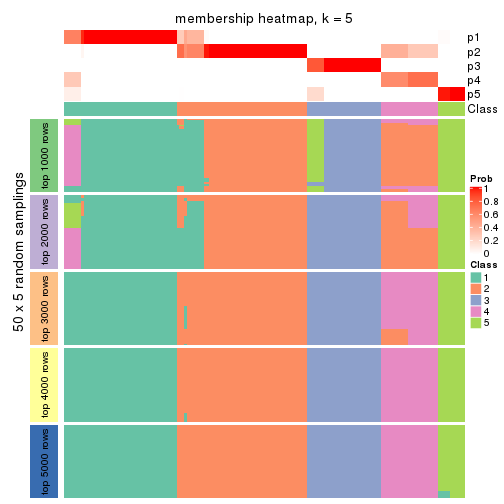 membership heatmap, k = 5
p1
p2
p3
p4
p5
Class
50 x 5 random samplings
top 1000 rows
top 2000 rows
top 3000 rows
top 4000 rows
top 5000 rows
Prob
1
0.8
0.6
0.4
0.2
0
Class
1
2
3
4
5